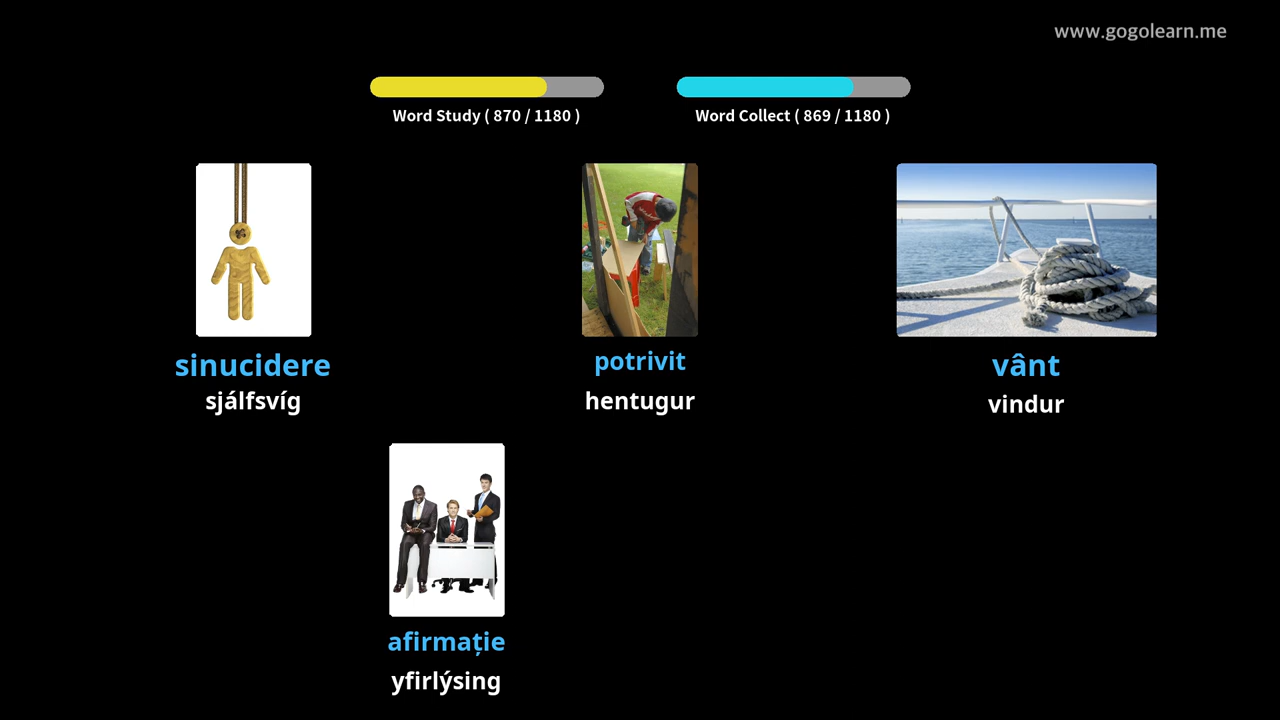 www.gogolearn.me
Word Study ( 870 / 1180 )
Word Collect ( 869 / 1180 )
sinucidere
sjálfsvíg
potrivit
hentugur
vânt
vindur
afirmație
yfirlýsing